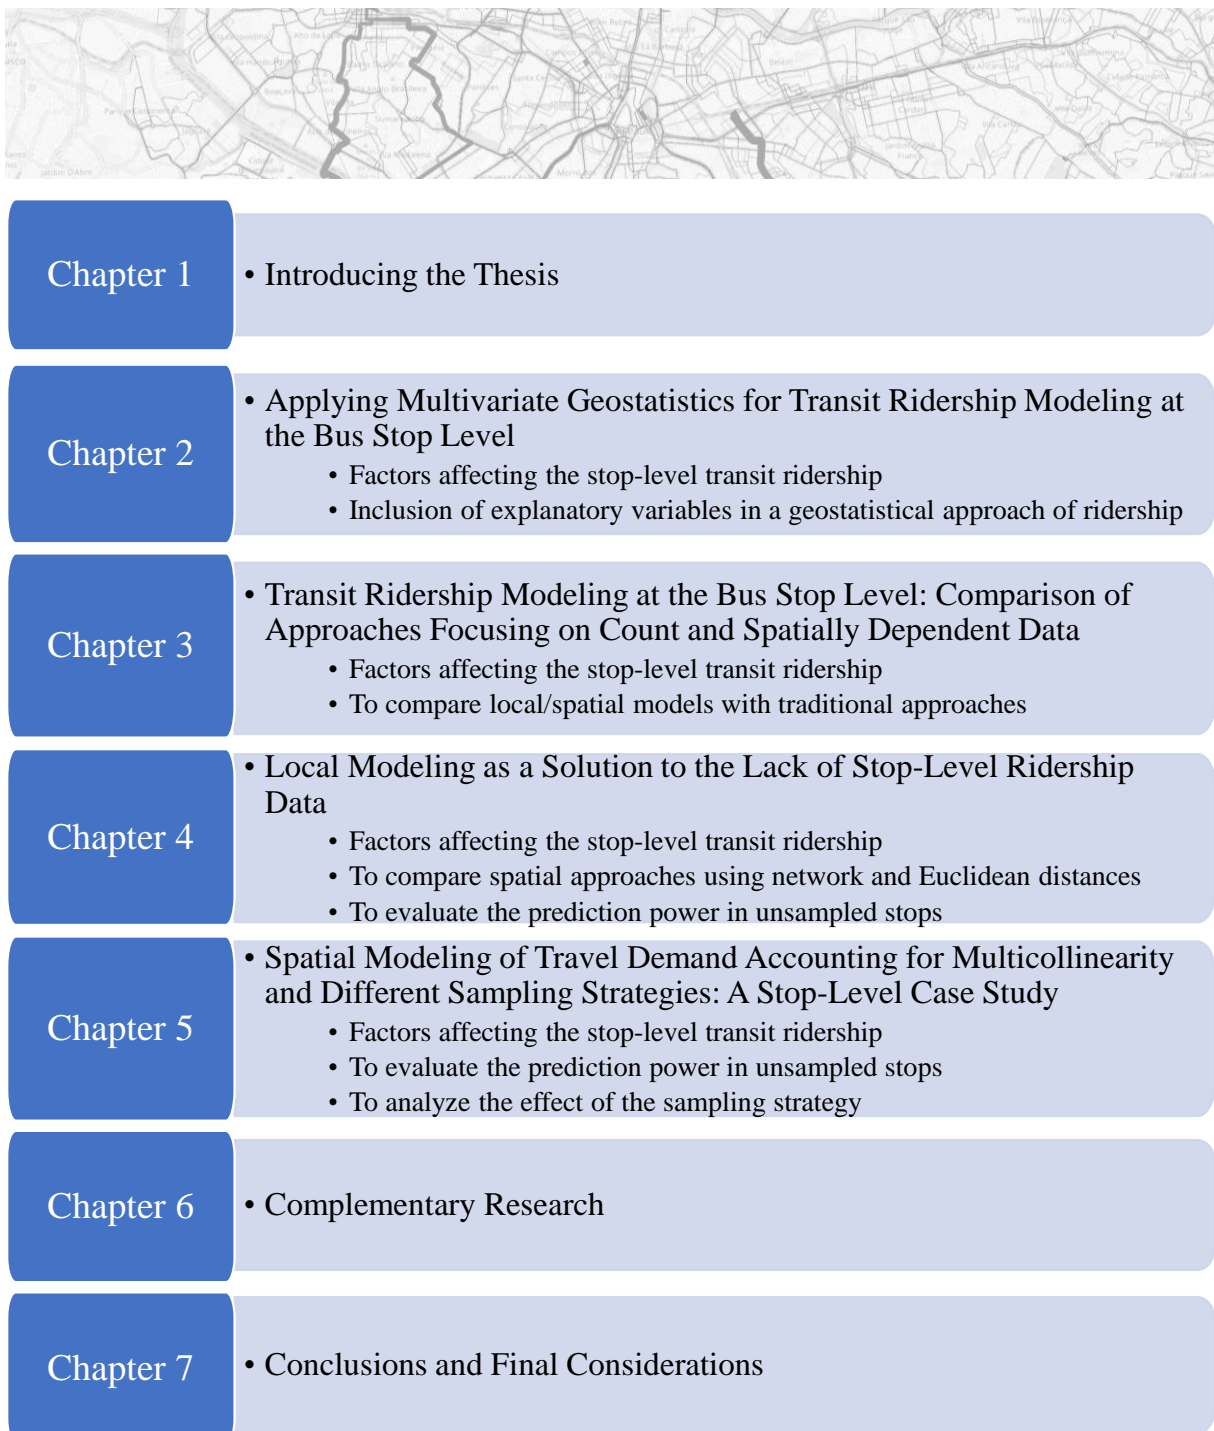 Chapter 1
• Introducing the Thesis
Chapter 2
• Applying Multivariate Geostatistics for Transit Ridership Modeling at
the Bus Stop Level
• Factors affecting the stop-level transit ridership
• Inclusion of explanatory variables in a geostatistical approach of ridership
Chapter 3
• Transit Ridership Modeling at the Bus Stop Level: Comparison of
Approaches Focusing on Count and Spatially Dependent Data
• Factors affecting the stop-level transit ridership
• To compare local/spatial models with traditional approaches
Chapter 4
• Local Modeling as a Solution to the Lack of Stop-Level Ridership
Data
• Factors affecting the stop-level transit ridership
• To compare spatial approaches using network and Euclidean distances
• To evaluate the prediction power in unsampled stops
Chapter 5
• Spatial Modeling of Travel Demand Accounting for Multicollinearity
and Different Sampling Strategies: A Stop-Level Case Study
• Factors affecting the stop-level transit ridership
• To evaluate the prediction power in unsampled stops
• To analyze the effect of the sampling strategy
Chapter 6
• Complementary Research
Chapter 7
• Conclusions and Final Considerations